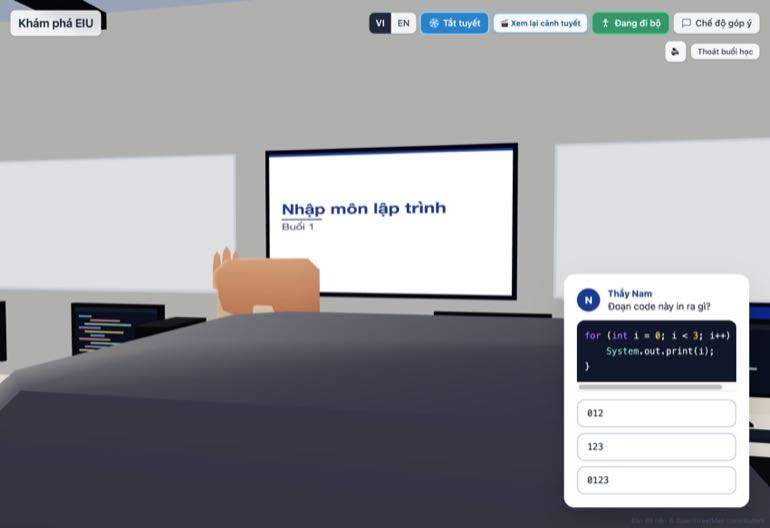 Khám phá EIU
VI EN Tắt tuyết Xem lại cảnh tuyết Đang đi bộ Chế độ góp ý
Thoát buổi học
Nhập môn lập trình
Buổi 1
N
Thầy Nam
Đoạn code này in ra gì?
for (int i = 0; i < 3; i++)
System.out.print(i);
}
012
123
0123